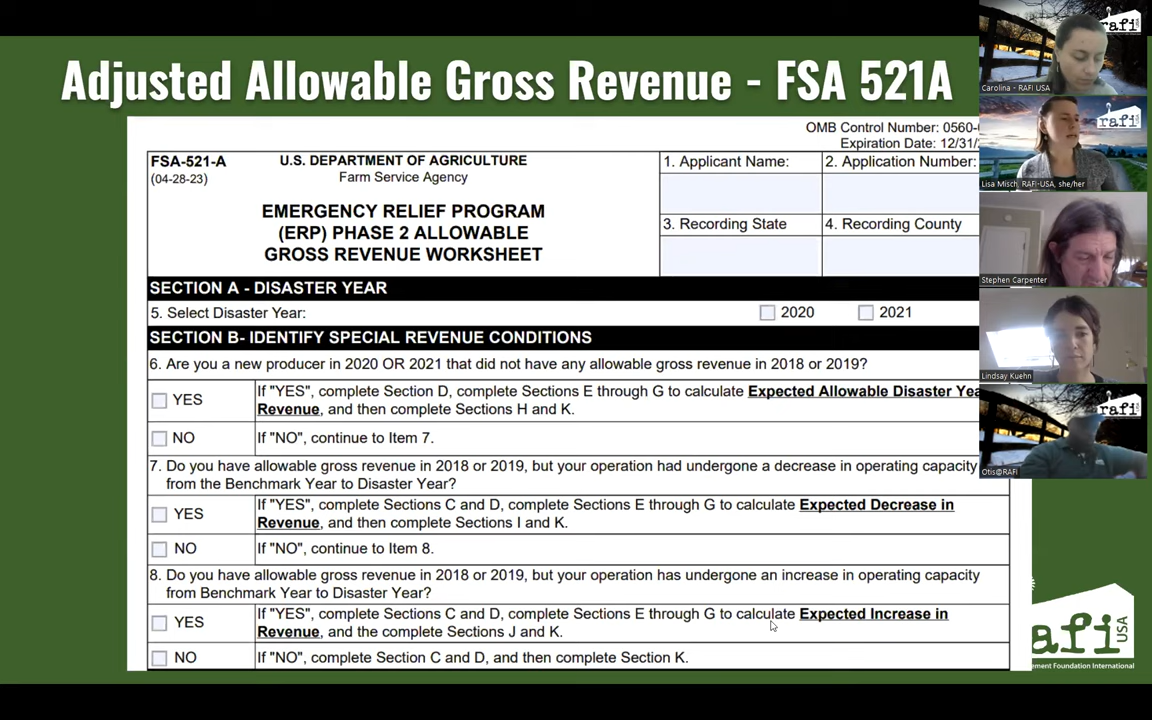 Adjusted Allowable Gross Revenue - FSA 521A
OMB Control Number: 0560-
Expiration Date: 12/31/
FSA-521-A
(04-28-23)
U.S. DEPARTMENT OF AGRICULTURE
Farm Service Agency
EMERGENCY RELIEF PROGRAM
(ERP) PHASE 2 ALLOWABLE
GROSS REVENUE WORKSHEET
1. Applicant Name:
2. Application Number:
3. Recording State
4. Recording County
SECTION A - DISASTER YEAR
5. Select Disaster Year:
2020
2021
SECTION B- IDENTIFY SPECIAL REVENUE CONDITIONS
6. Are you a new producer in 2020 OR 2021 that did not have any allowable gross revenue in 2018 or 2019?
YES
If "YES", complete Section D, complete Sections E through G to calculate Expected Allowable Disaster Yea
Revenue, and then complete Sections H and K.
NO
If "NO", continue to Item 7.
7. Do you have allowable gross revenue in 2018 or 2019, but your operation had undergone a decrease in operating capacity
from the Benchmark Year to Disaster Year?
YES
If "YES", complete Sections C and D, complete Sections E through G to calculate Expected Decrease in
Revenue, and then complete Sections I and K.
NO
If "NO", continue to Item 8.
8. Do you have allowable gross revenue in 2018 or 2019, but your operation has undergone an increase in operating capacity
from Benchmark Year to Disaster Year?
YES
If "YES", complete Sections C and D, complete Sections E through G to calculate Expected Increase in
Revenue, and the complete Sections J and K.
NO
If "NO", complete Section C and D, and then complete Section K.
rafi
Carolina - RAFI USA
rafi
Lisa Misch, RAFI-USA, she/her
Stephen Carpenter
Lindsay Kuehn
rafi
Otis@RAFI
afi
USA
ement Foundation International